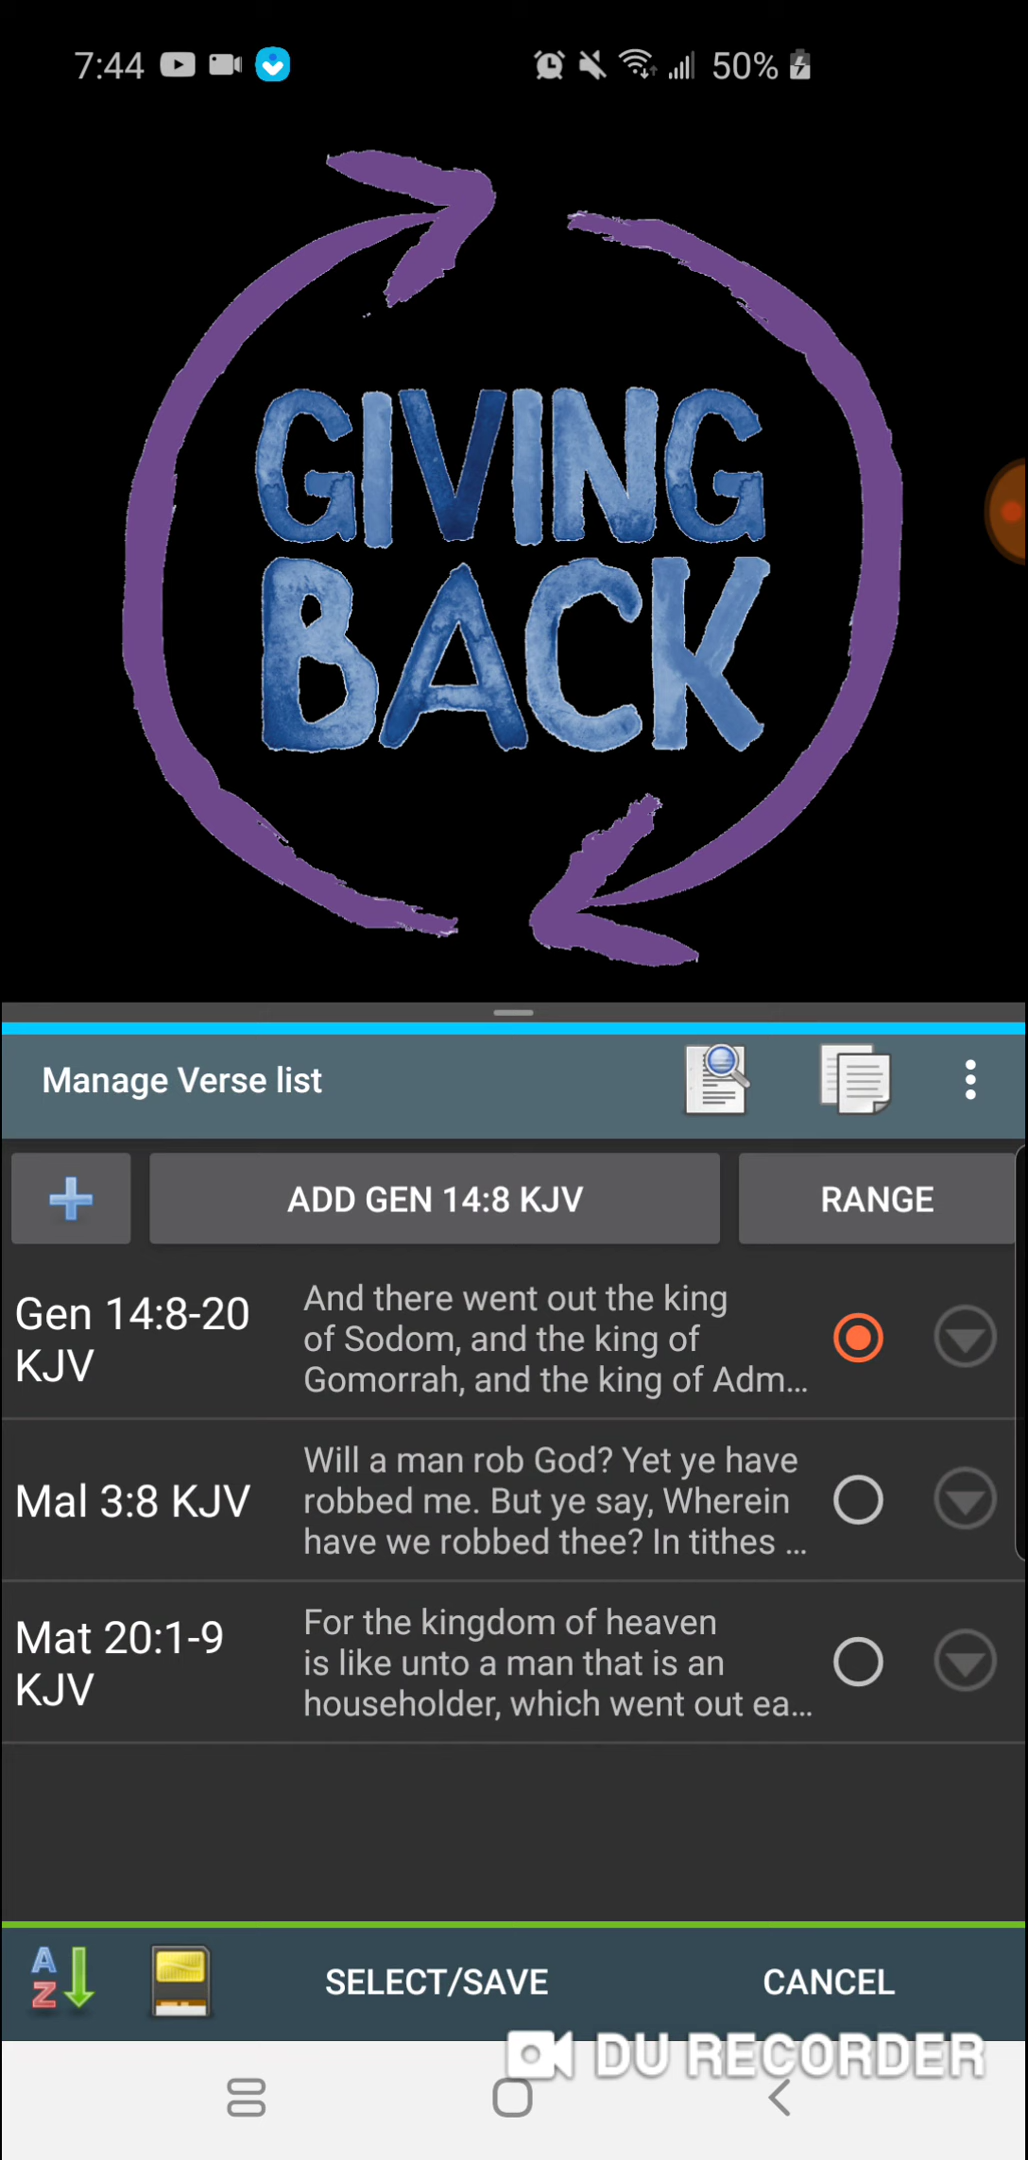 7:44
50%
GIVING
BACK
Manage Verse list
ADD GEN 14:8 KJV
RANGE
Gen 14:8-20
KJV
And there went out the king
of Sodom, and the king of
Gomorrah, and the king of Adm...
Mal 3:8 KJV
Will a man rob God? Yet ye have
robbed me. But ye say, Wherein
have we robbed thee? In tithes ...
Mat 20:1-9
KJV
For the kingdom of heaven
is like unto a man that is an
householder, which went out ea...
A
Z
SELECT/SAVE
CANCEL
DU RECORDER